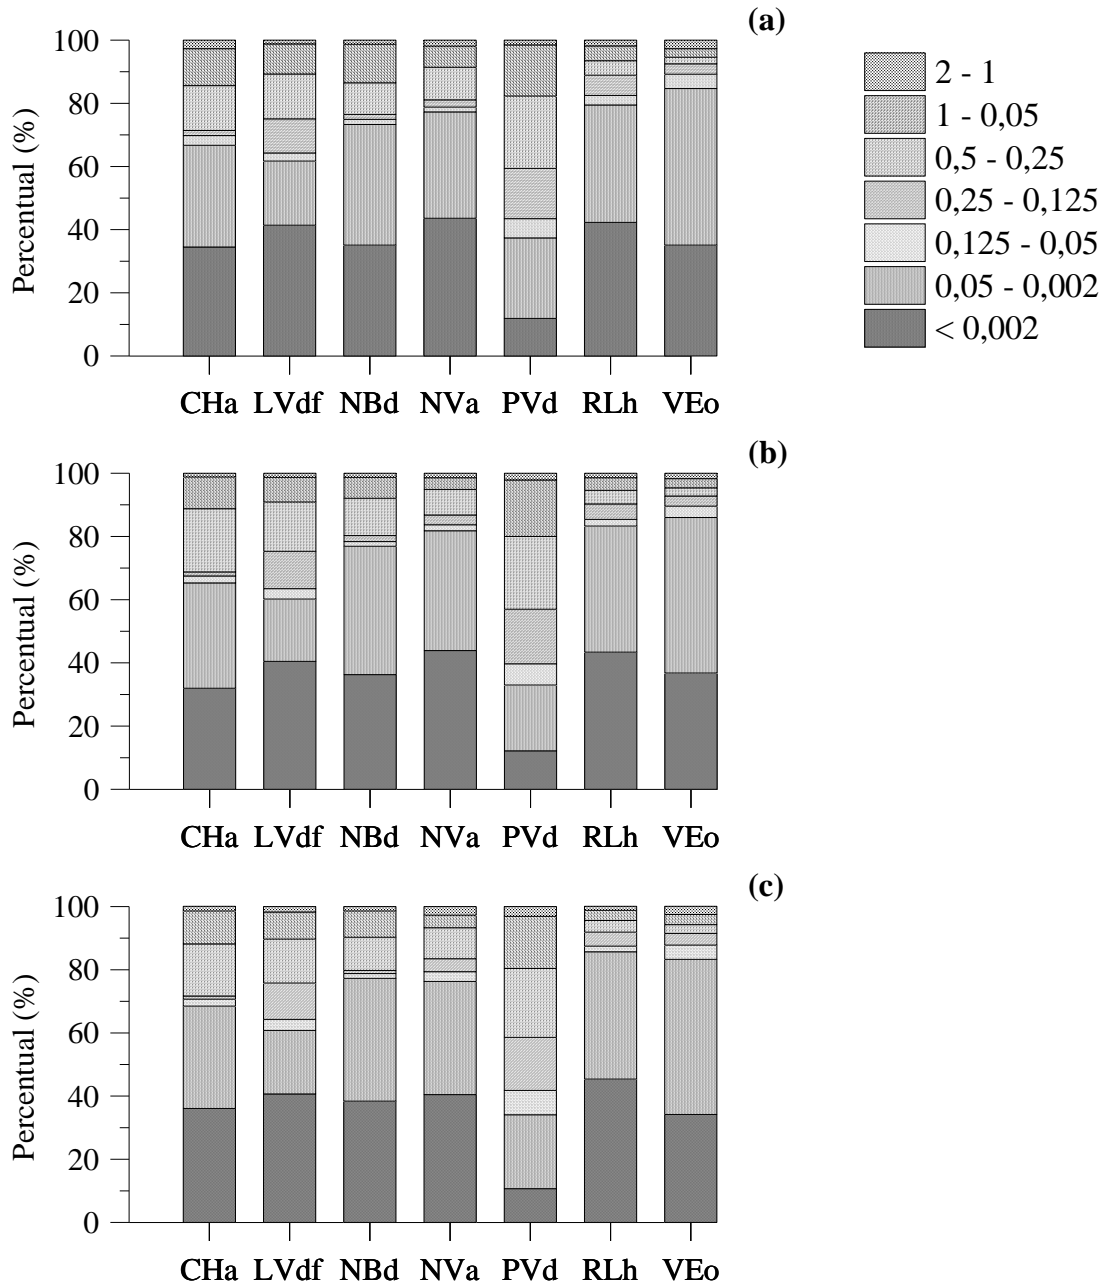 (a)
100
80
60
40
20
0
Percentual (%)
CHa LVdf NBd NVa PVd RLh VEo
2 - 1
1 - 0,05
0,5 - 0,25
0,25 - 0,125
0,125 - 0,05
0,05 - 0,002
< 0,002
(b)
100
80
60
40
20
0
Percentual (%)
CHa LVdf NBd NVa PVd RLh VEo
(c)
100
80
60
40
20
0
Percentual (%)
CHa LVdf NBd NVa PVd RLh VEo